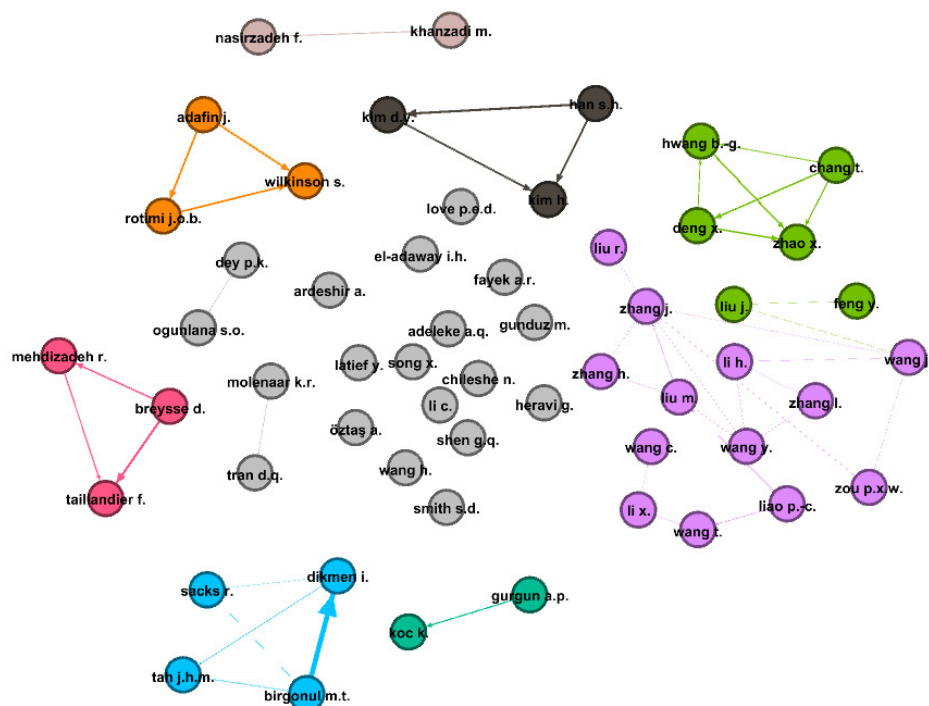 khanzadi m.
nasirzadeh f.
han s.h.
adafin j.
kim d.y.
hwang b.-g.
chang t.
wilkinson s.
kim h.
love p.e.d.
rotimi j.o.b.
deng x.
zhao x.
liu r.
el-adaway i.h.
dey p.k.
fayek a.r.
ardeshir a.
feng y.
liu j.
zhang j.
gunduz m.
ogunlana s.o.
adeleke a.q.
mehdizadeh r.
wang j.
latief y.
song x.
li h.
zhang h.
molenaar k.r.
chileshe n.
zhang l.
liu m.
breysse d.
li c.
heravi g.
öztaş a.
shen g.q.
wang c.
wang y.
wang h.
tran d.q.
zou p.x.w.
taillandier f.
liao p.-c.
smith s.d.
li x.
wang t.
dikmen i.
sacks r.
gurgun a.p.
koc k.
tah j.h.m.
birgonul m.t.